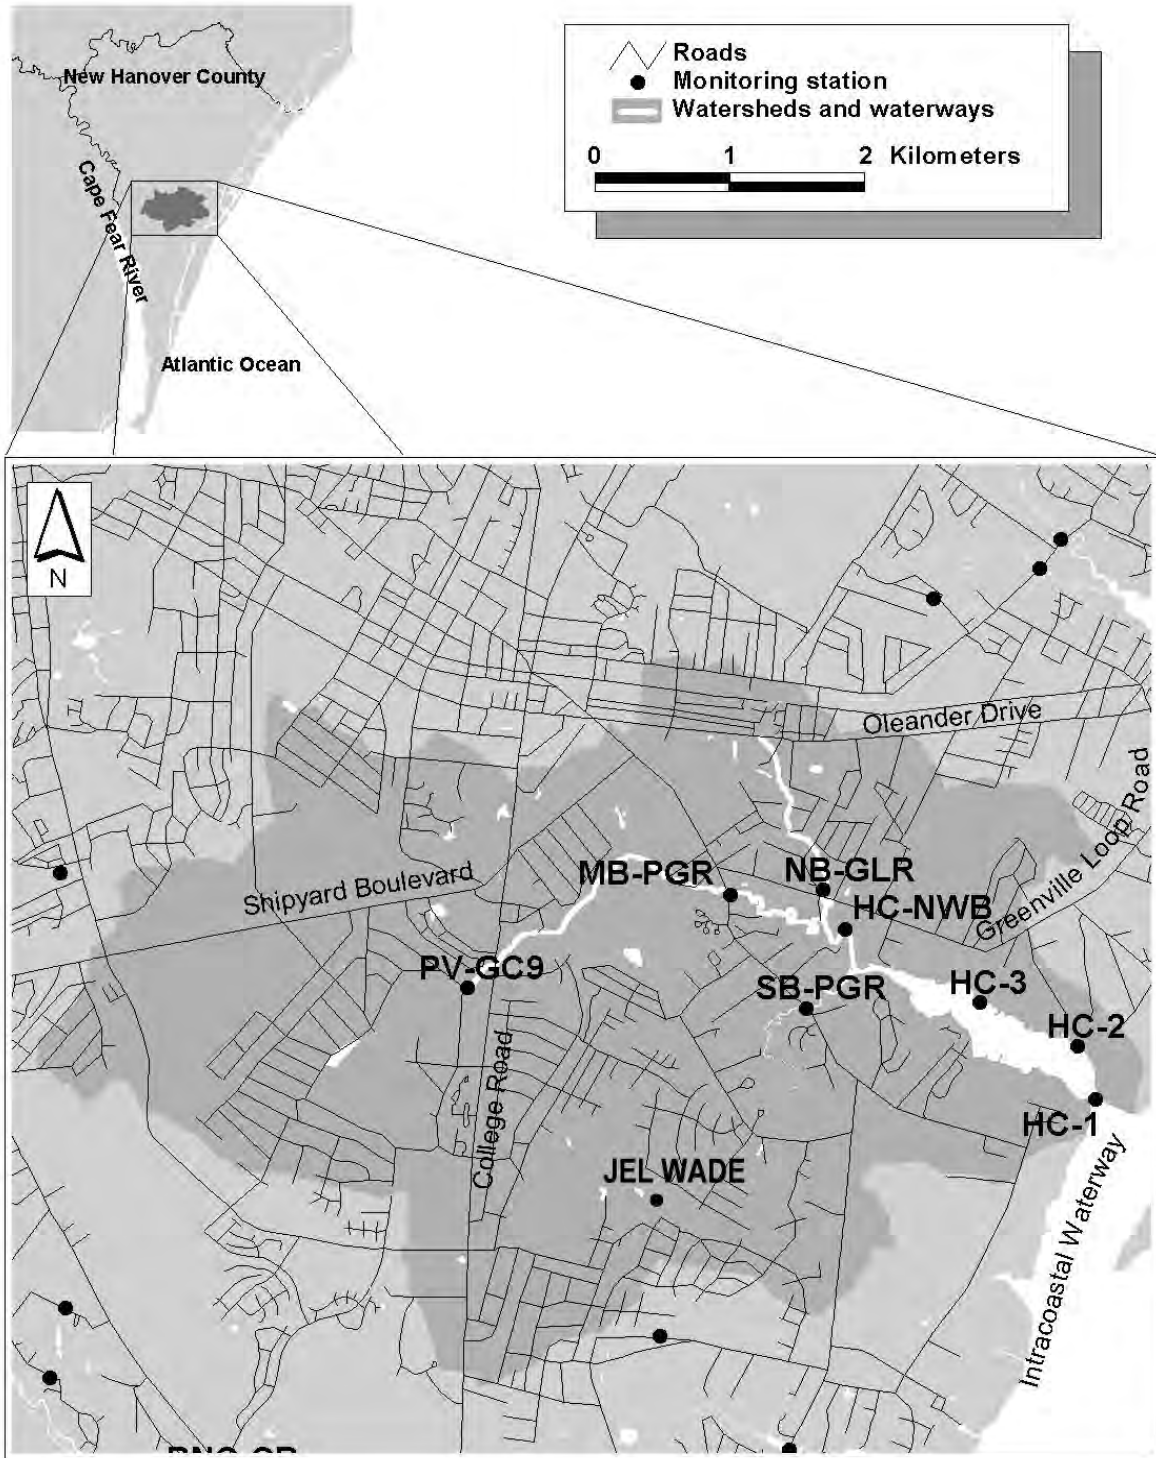 New Hanover County
Cape Fear River
Atlantic Ocean
Roads
Monitoring station
Watersheds and waterways
0 1 2 Kilometers
N
Oleander Drive
Greenville Loop Road
Shipyard Boulevard
MB-PGR
NB-GLR
HC-NWB
PV-GC9
SB-PGR
HC-3
HC-2
HC-1
College Road
JEL WADE
Intracoastal Waterway